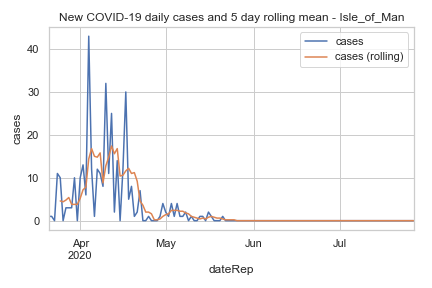 New COVID-19 daily cases and 5 day rolling mean - Isle_of_Man
cases
cases (rolling)
40
30
20
10
0
cases
Apr
2020
May
Jun
Jul
dateRep